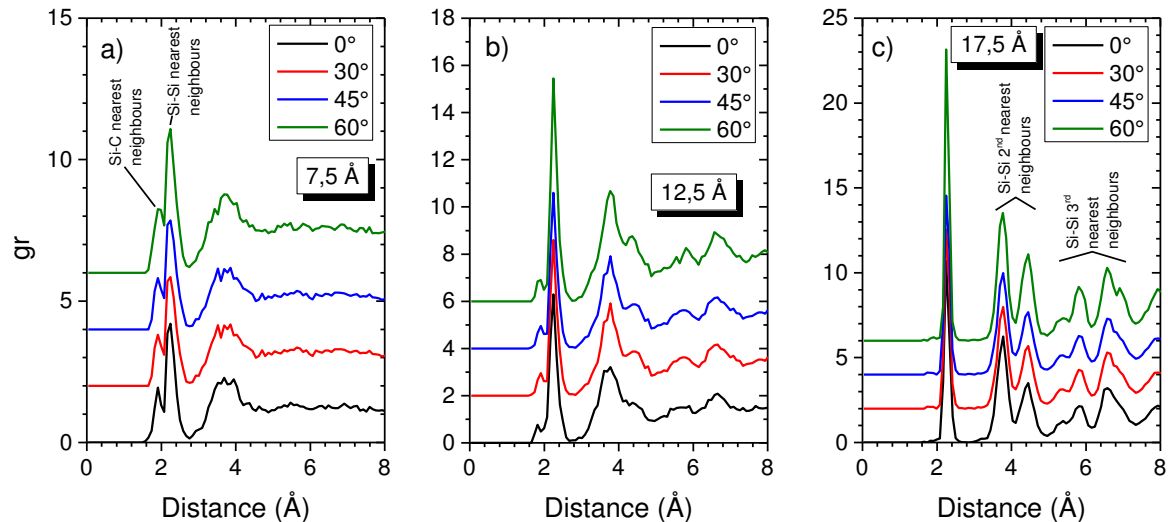 a)
Si-C nearest
neighbours
Si-Si nearest
neighbours
0°
30°
45°
60°
7,5 Å
15
10
5
0
gr
0 2 4 6 8
Distance (Å)
b)
0°
30°
45°
60°
12,5 Å
18
16
14
12
10
8
6
4
2
0
0 2 4 6 8
Distance (Å)
c)
17,5 Å
0°
30°
45°
60°
Si-Si 2nd nearest
neighbours
Si-Si 3rd
nearest
neighbours
25
20
15
10
5
0
0 2 4 6 8
Distance (Å)